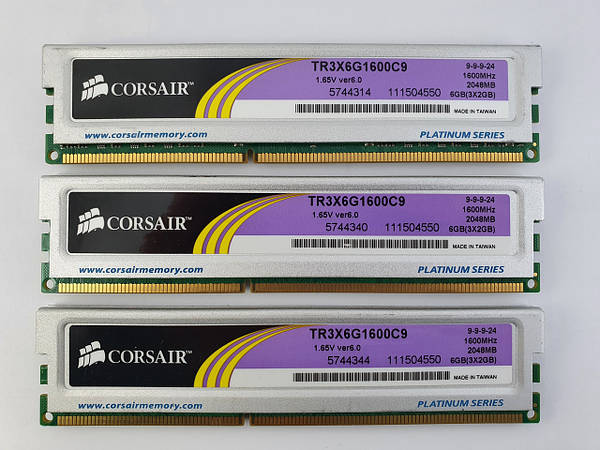 CORSAIR™
TR3X6G1600C9
1.65V ver6.0
5744314 111504550
9-9-9-24
1600MHz
2048MB
6GB(3X2GB)
MADE IN TAIWAN
www.corsairmemory.com
PLATINUM SERIES
CORSAIR™
TR3X6G1600C9
1.65V ver6.0
5744340 111504550
9-9-9-24
1600MHz
2048MB
6GB(3X2GB)
MADE IN TAIWAN
www.corsairmemory.com
PLATINUM SERIES
CORSAIR™
TR3X6G1600C9
1.65V ver6.0
5744344 111504550
9-9-9-24
1600MHz
2048MB
6GB(3X2GB)
MADE IN TAIWAN
www.corsairmemory.com
PLATINUM SERIES